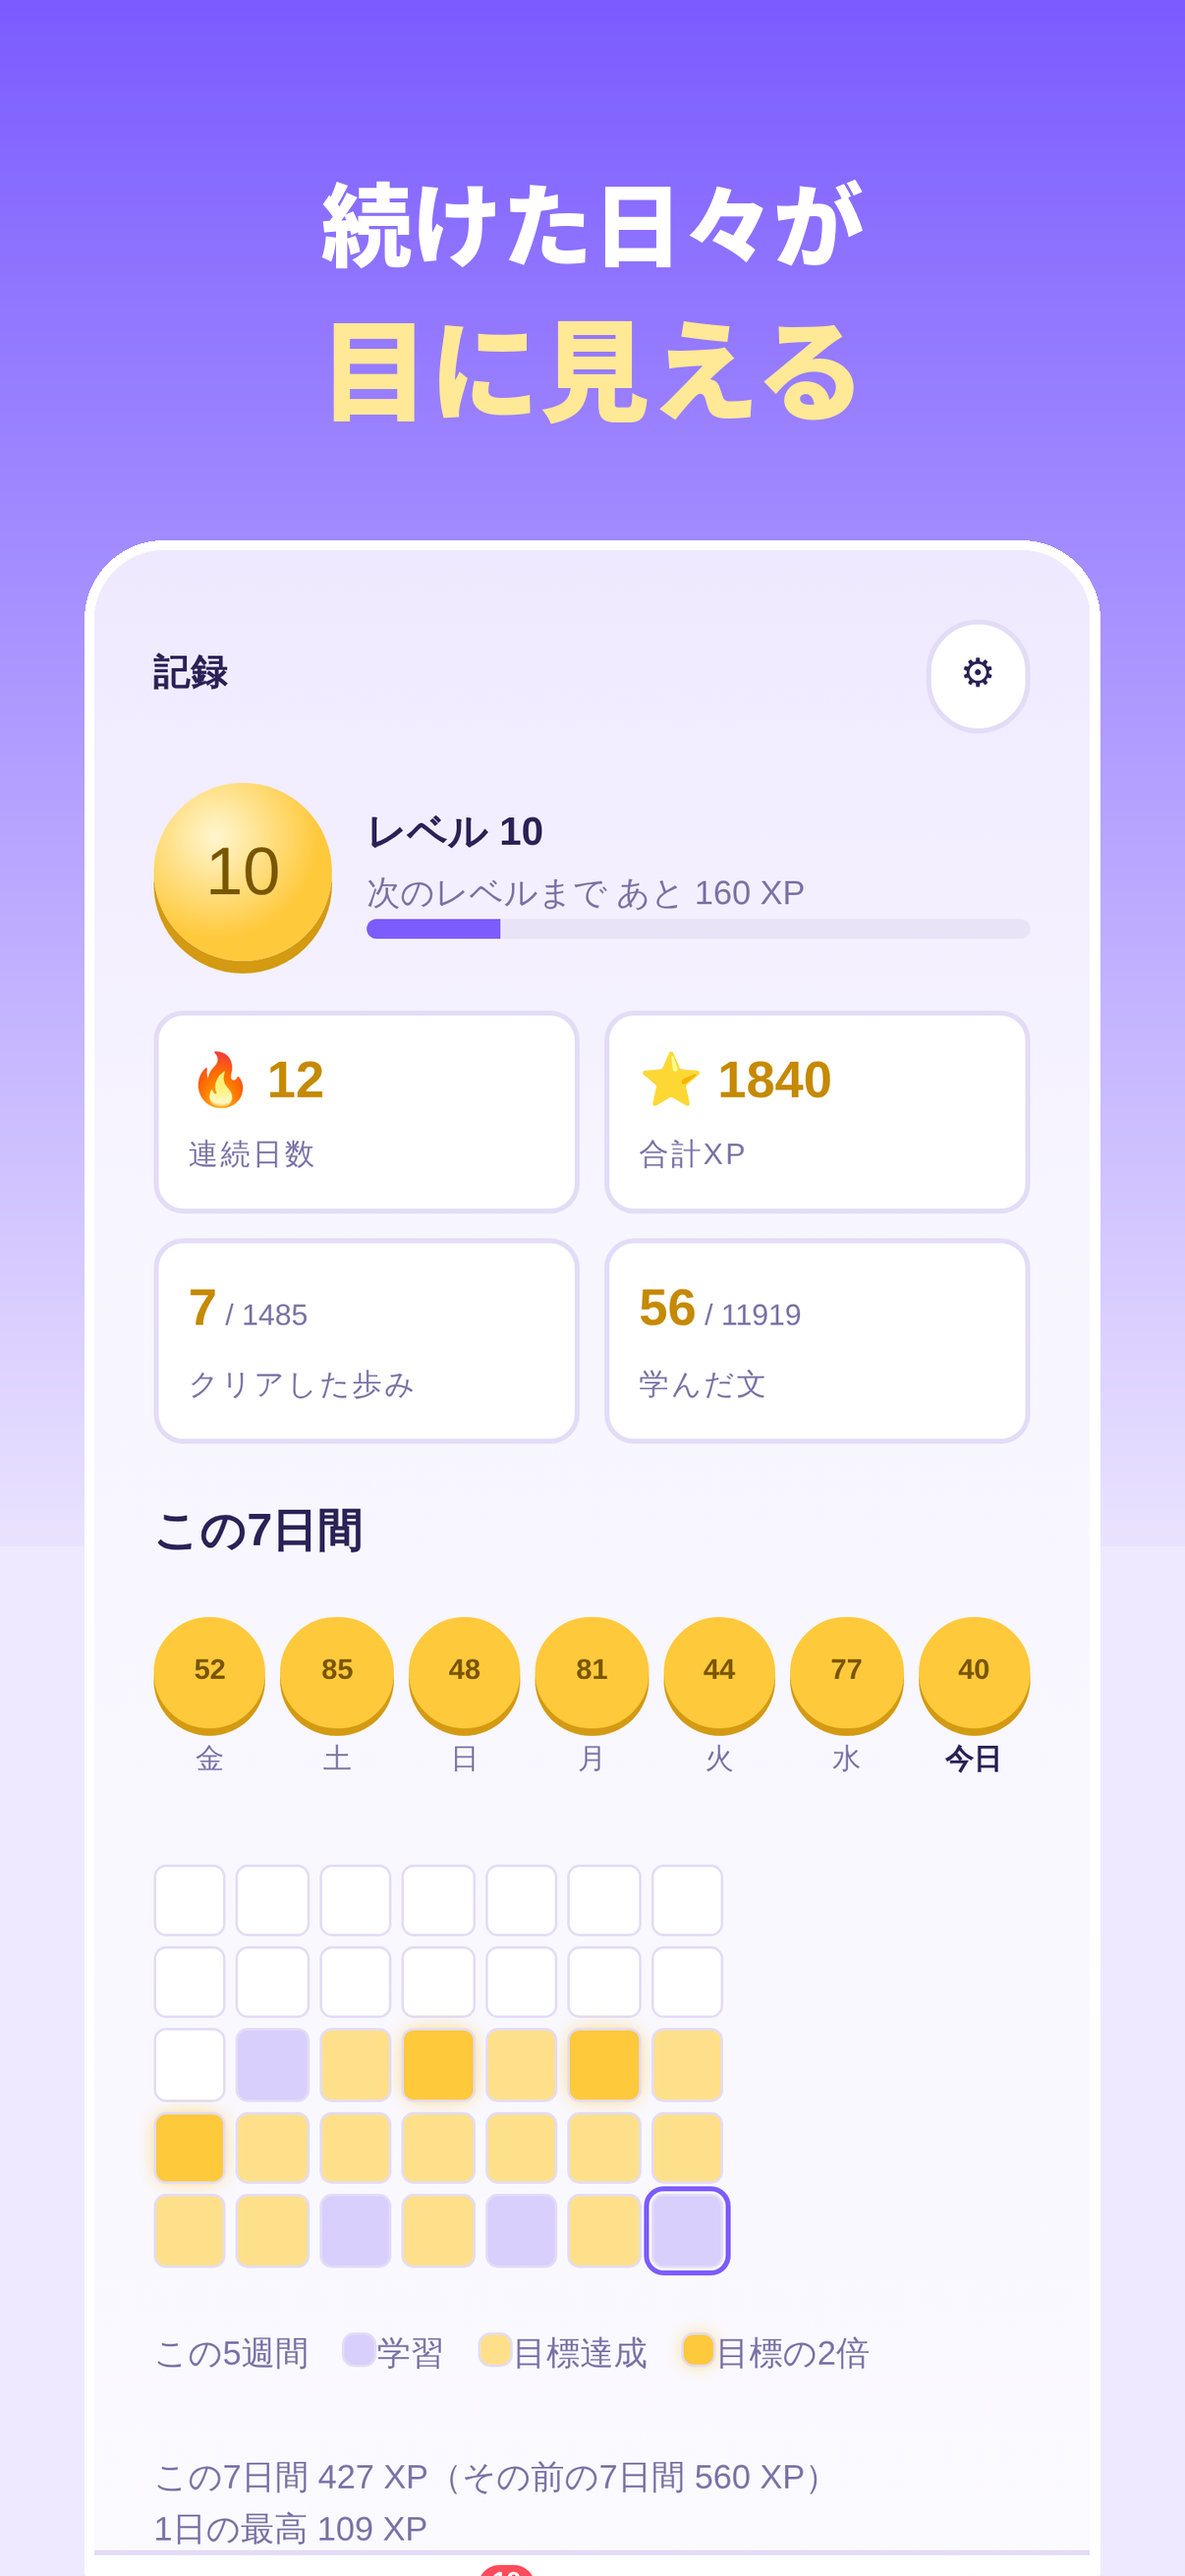 続けた日々が
目に見える
記録
10
レベル 10
次のレベルまで あと 160 XP
12
連続日数
1840
合計XP
7 / 1485
クリアした歩み
56 / 11919
学んだ文
この7日間
52 85 48 81 44 77 40
金 土 日 月 火 水 今日
この5週間 学習 目標達成 目標の2倍
この7日間 427 XP（その前の7日間 560 XP）
1日の最高 109 XP